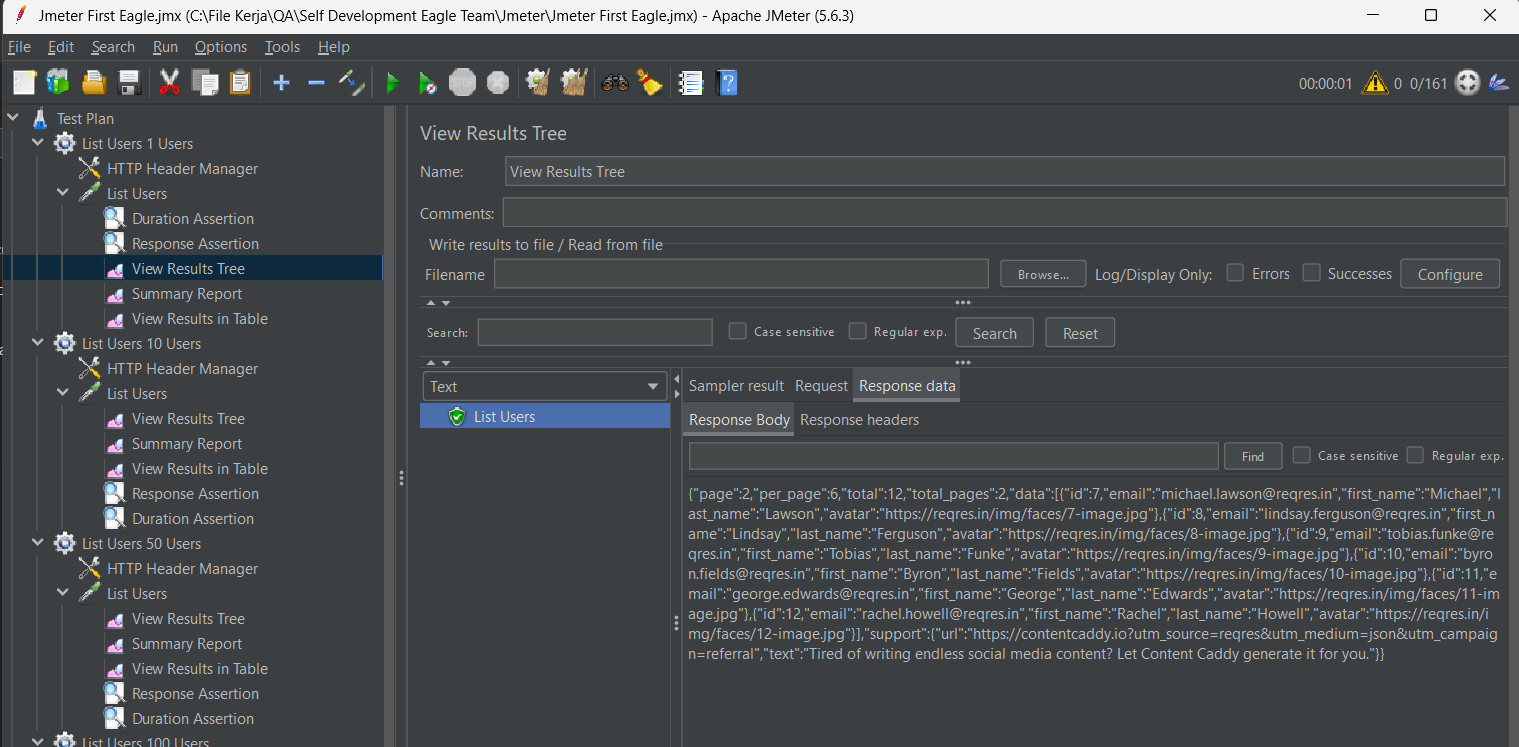 Jmeter First Eagle.jmx (C:\File Kerja\QA\Self Development Eagle Team\Jmeter\Jmeter First Eagle.jmx) - Apache JMeter (5.6.3)
File Edit Search Run Options Tools Help
STOP 00:00:01 0 0/161
Test Plan
List Users 1 Users
HTTP Header Manager
List Users
Duration Assertion
Response Assertion
View Results Tree
Summary Report
View Results in Table
List Users 10 Users
HTTP Header Manager
List Users
View Results Tree
Summary Report
View Results in Table
Response Assertion
Duration Assertion
List Users 50 Users
HTTP Header Manager
List Users
View Results Tree
Summary Report
View Results in Table
Response Assertion
Duration Assertion
List Users 100 Users
View Results Tree
Name: View Results Tree
Comments:
Write results to file / Read from file
Filename Browse... Log/Display Only: Errors Successes Configure
Search: Case sensitive Regular exp. Search Reset
Text
List Users
Sampler result Request Response data
Response Body Response headers
Find Case sensitive Regular exp.
{"page":2,"per_page":6,"total":12,"total_pages":2,"data":[{"id":7,"email":"michael.lawson@reqres.in","first_name":"Michael","l
ast_name":"Lawson","avatar":"https://reqres.in/img/faces/7-image.jpg"},{"id":8,"email":"lindsay.ferguson@reqres.in","first_n
ame":"Lindsay","last_name":"Ferguson","avatar":"https://reqres.in/img/faces/8-image.jpg"},{"id":9,"email":"tobias.funke@re
qres.in","first_name":"Tobias","last_name":"Funke","avatar":"https://reqres.in/img/faces/9-image.jpg"},{"id":10,"email":"byro
n.fields@reqres.in","first_name":"Byron","last_name":"Fields","avatar":"https://reqres.in/img/faces/10-image.jpg"},{"id":11,"e
mail":"george.edwards@reqres.in","first_name":"George","last_name":"Edwards","avatar":"https://reqres.in/img/faces/11-im
age.jpg"},{"id":12,"email":"rachel.howell@reqres.in","first_name":"Rachel","last_name":"Howell","avatar":"https://reqres.in/i
mg/faces/12-image.jpg"}],"support":{"url":"https://contentcaddy.io?utm_source=reqres&utm_medium=json&utm_campaig
n=referral","text":"Tired of writing endless social media content? Let Content Caddy generate it for you."}}